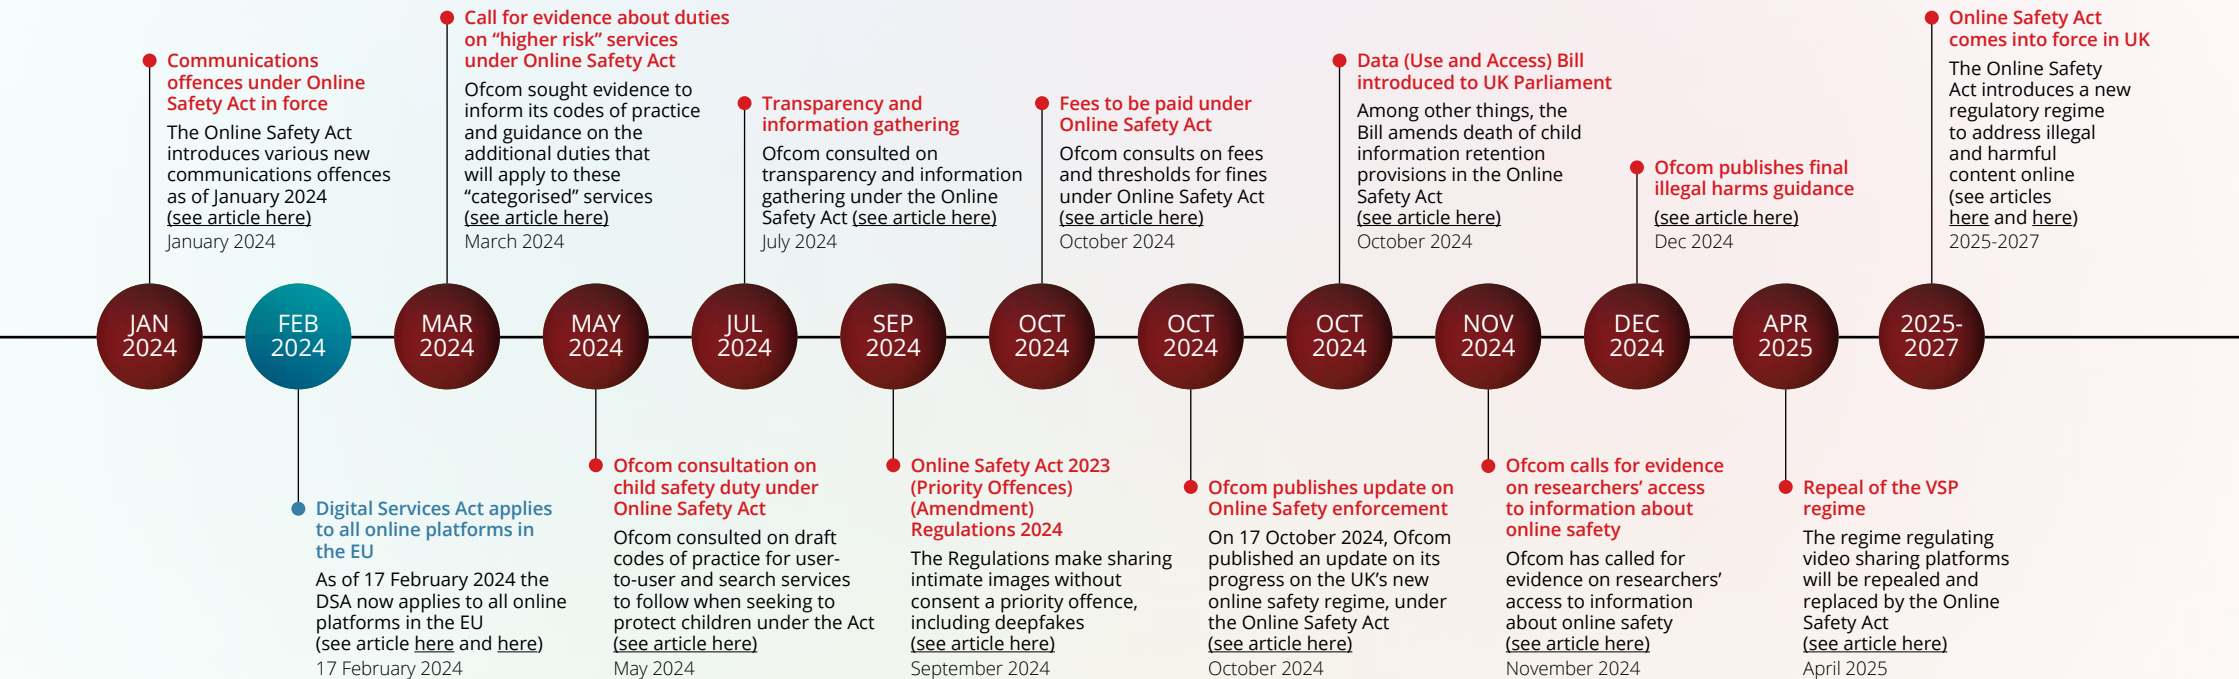 Communications
offences under Online
Safety Act in force
The Online Safety Act
introduces various new
communications offences
as of January 2024
(see article here)
January 2024
Call for evidence about duties
on “higher risk” services
under Online Safety Act
Ofcom sought evidence to
inform its codes of practice
and guidance on the
additional duties that
will apply to these
“categorised” services
(see article here)
March 2024
Transparency and
information gathering
Ofcom consulted on
transparency and information
gathering under the Online
Safety Act (see article here)
July 2024
Fees to be paid under
Online Safety Act
Ofcom consults on fees
and thresholds for fines
under Online Safety Act
(see article here)
October 2024
Data (Use and Access) Bill
introduced to UK Parliament
Among other things, the
Bill amends death of child
information retention
provisions in the Online
Safety Act
(see article here)
October 2024
Ofcom publishes final
illegal harms guidance
(see article here)
Dec 2024
Online Safety Act
comes into force in UK
The Online Safety
Act introduces a new
regulatory regime
to address illegal
and harmful
content online
(see articles
here and here)
2025-2027
JAN
2024
FEB
2024
MAR
2024
MAY
2024
JUL
2024
SEP
2024
OCT
2024
OCT
2024
OCT
2024
NOV
2024
DEC
2024
APR
2025
2025-
2027
Digital Services Act applies
to all online platforms in
the EU
As of 17 February 2024 the
DSA now applies to all online
platforms in the EU
(see article here and here)
17 February 2024
Ofcom consultation on
child safety duty under
Online Safety Act
Ofcom consulted on draft
codes of practice for user-
to-user and search services
to follow when seeking to
protect children under the Act
(see article here)
May 2024
Online Safety Act 2023
(Priority Offences)
(Amendment)
Regulations 2024
The Regulations make sharing
intimate images without
consent a priority offence,
including deepfakes
(see article here)
September 2024
Ofcom publishes update on
Online Safety enforcement
On 17 October 2024, Ofcom
published an update on its
progress on the UK’s new
online safety regime, under
the Online Safety Act
(see article here)
October 2024
Ofcom calls for evidence
on researchers’ access
to information about
online safety
Ofcom has called for
evidence on researchers’
access to information
about online safety
(see article here)
November 2024
Repeal of the VSP
regime
The regime regulating
video sharing platforms
will be repealed and
replaced by the Online
Safety Act
(see article here)
April 2025